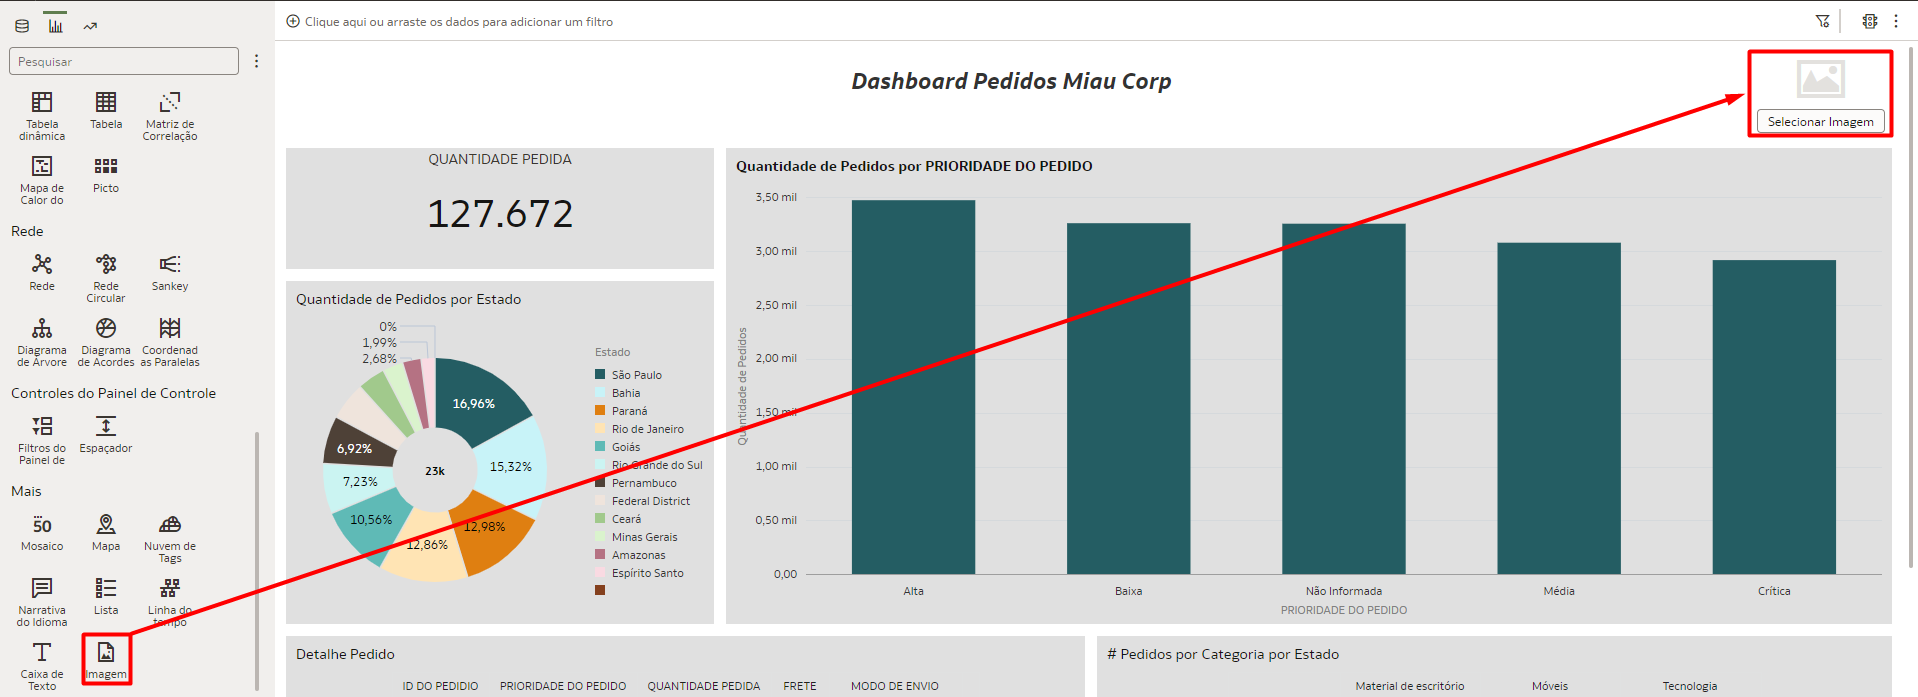 Clique aqui ou arraste os dados para adicionar um filtro
Pesquisar
Tabela dinâmica
Tabela
Matriz de Correlação
Mapa de Calor do
Picto
Rede
Rede
Rede Circular
Sankey
Diagrama de Árvore
Diagrama de Acordes
Coordenad as Paralelas
Controles do Painel de Controle
Filtros do Painel de
Espaçador
Mais
50
Mosaico
Mapa
Nuvem de Tags
Narrativa do Idioma
Lista
Linha do tempo
T
Caixa de Texto
Imagem
Dashboard Pedidos Miau Corp
Selecionar Imagem
QUANTIDADE PEDIDA
127.672
Quantidade de Pedidos por Estado
0%
1,99%
2,68%
16,96%
15,32%
12,98%
12,86%
10,56%
7,23%
6,92%
23k
Estado
São Paulo
Bahia
Paraná
Rio de Janeiro
Goiás
Rio Grande do Sul
Pernambuco
Federal District
Ceará
Minas Gerais
Amazonas
Espírito Santo
Quantidade de Pedidos por PRIORIDADE DO PEDIDO
Quantidade de Pedidos
3,50 mil
3,00 mil
2,50 mil
2,00 mil
1,50 mil
1,00 mil
0,50 mil
0,00
Alta
Baixa
Não Informada
Média
Crítica
PRIORIDADE DO PEDIDO
Detalhe Pedido
ID DO PEDIDIO PRIORIDADE DO PEDIDO QUANTIDADE PEDIDA FRETE MODO DE ENVIO
# Pedidos por Categoria por Estado
Material de escritório Móveis Tecnologia